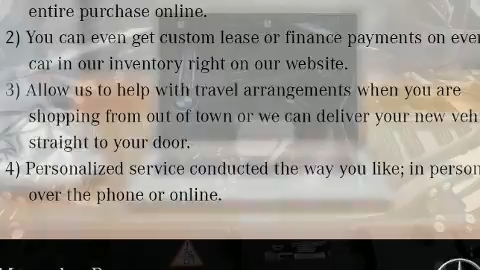 entire purchase online.
2) You can even get custom lease or finance payments on
car in our inventory right on our website.
3) Allow us to help with travel arrangements when you are
shopping from out of town or we can deliver your new
straight to your door.
4) Personalized service conducted the way you like; in
over the phone or online.